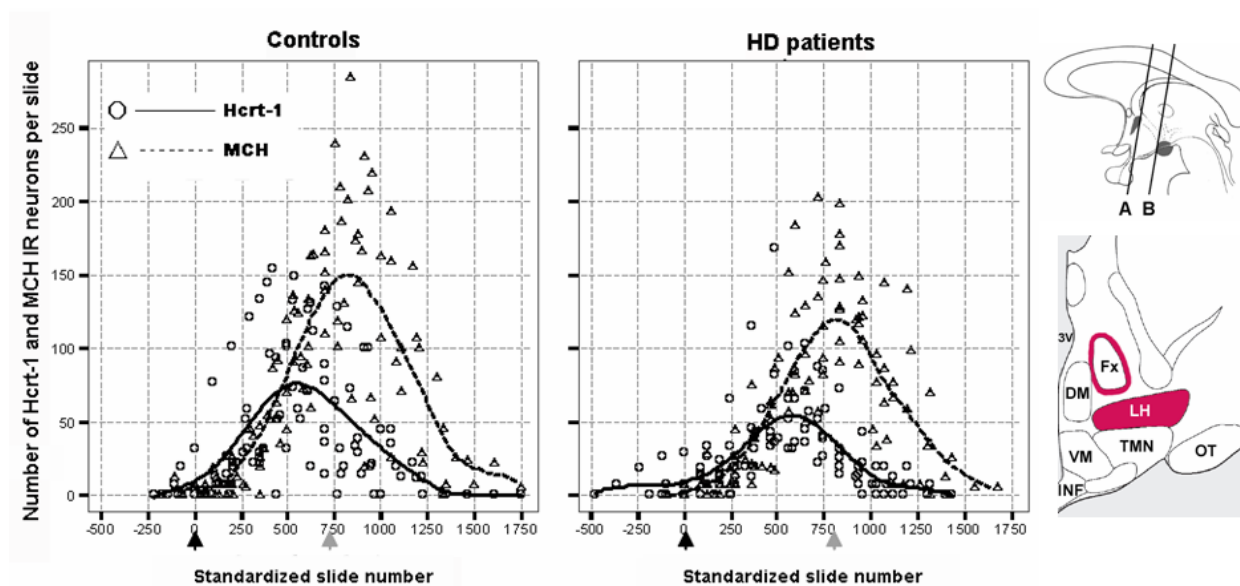 Controls
HD patients
Number of Hcrt-1 and MCH IR neurons per slide
Hcrt-1
MCH
250
200
150
100
50
0
-500 -250 0 250 500 750 1000 1250 1500 1750
-500 -250 0 250 500 750 1000 1250 1500 1750
Standardized slide number
Standardized slide number
A B
3V
Fx
DM
LH
VM
TMN
OT
INF